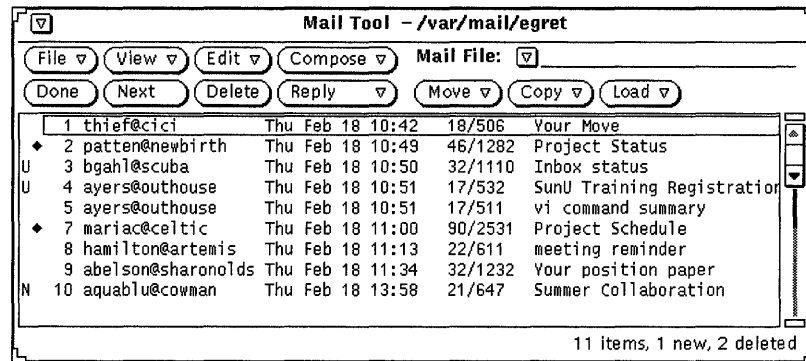 Mail Tool – /var/mail/egret
File View Edit Compose Mail File:
Done Next Delete Reply Move Copy Load
1 thief@cici Thu Feb 18 10:42 18/506 Your Move
◆ 2 patten@newbirth Thu Feb 18 10:49 46/1282 Project Status
U 3 bgahl@scuba Thu Feb 18 10:50 32/1110 Inbox status
U 4 ayers@outhouse Thu Feb 18 10:51 17/532 SunU Training Registration
5 ayers@outhouse Thu Feb 18 10:51 17/511 vi command summary
◆ 7 mariac@celtic Thu Feb 18 11:00 90/2531 Project Schedule
8 hamilton@artemis Thu Feb 18 11:13 22/611 meeting reminder
9 abelson@sharonolds Thu Feb 18 11:34 32/1232 Your position paper
N 10 aquablu@cowman Thu Feb 18 13:58 21/647 Summer Collaboration
11 items, 1 new, 2 deleted